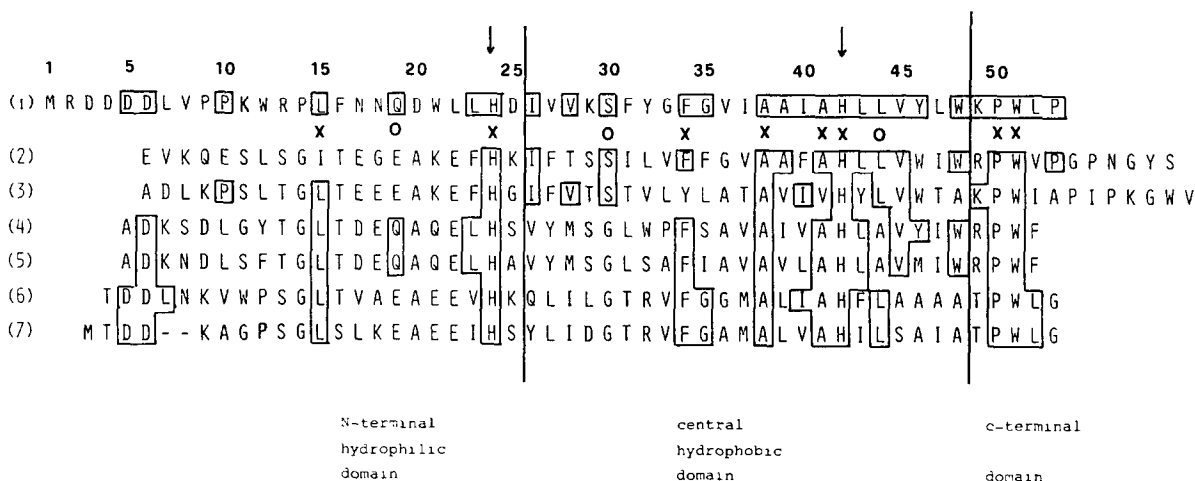 1 5 10 15 20 25 30 35 40 45 50
(1) M R D D D D L V P P K W R P L F N N Q D W L L H D I V V K S F Y G F G V I A A I A H L L V Y L W K P W L P
X O X O X X X X O X X
(2) E V K Q E S L S G I T E G E A K E F H K I F T S S I L V F F G V A A F A H L L V W I W R P W V P G P N G Y S
(3) A D L K P S L T G L T E E E A K E F H G I F V T S T V L Y L A T A V I V H Y L V W T A K P W I A P I P K G W V
(4) A D K S D L G Y T G L T D E Q A Q E L H S V Y M S G L W P F S A V A I V A H L A V Y I W R P W F
(5) A D K N D L S F T G L T D E Q A Q E L H A V Y M S G L S A F I A V A V L A H L A V M I W R P W F
(6) T D D L N K V W P S G L T V A E A E E V H K Q L I L G T R V F G G M A L I A H F L A A A A T P W L G
(7) M T D D - - K A G P S G L S L K E A E E I H S Y L I D G T R V F G A M A L V A H I L S A I A T P W L G
N-terminal central c-terminal
hydrophilic hydrophobic
domain domain domain